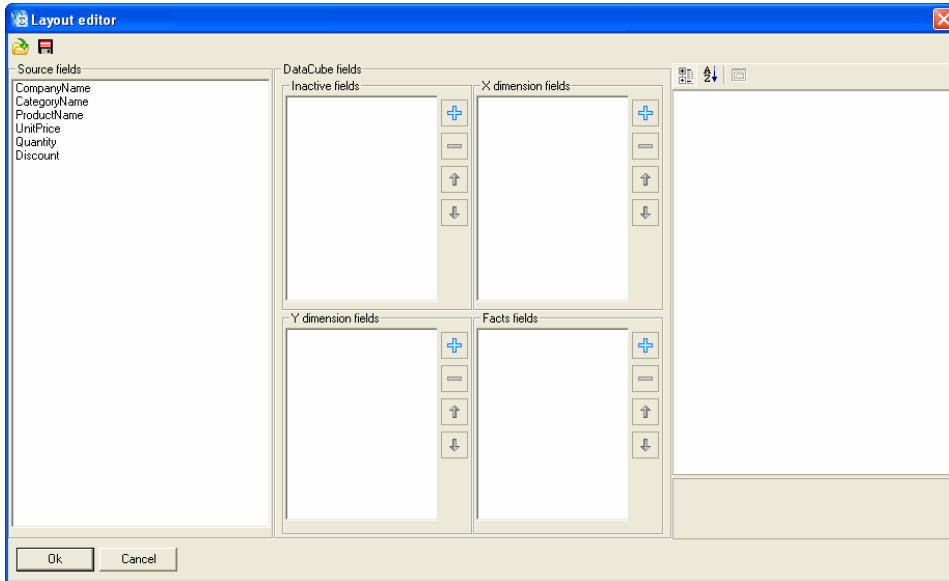 Layout editor
Source fields
CompanyName
CategoryName
ProductName
UnitPrice
Quantity
Discount
DataCube fields
Inactive fields
X dimension fields
Y dimension fields
Facts fields
Ok
Cancel